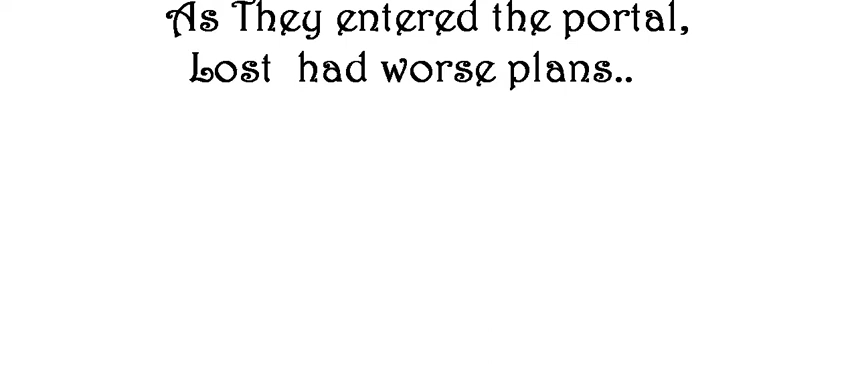 As They entered the portal,
Lost had worse plans..